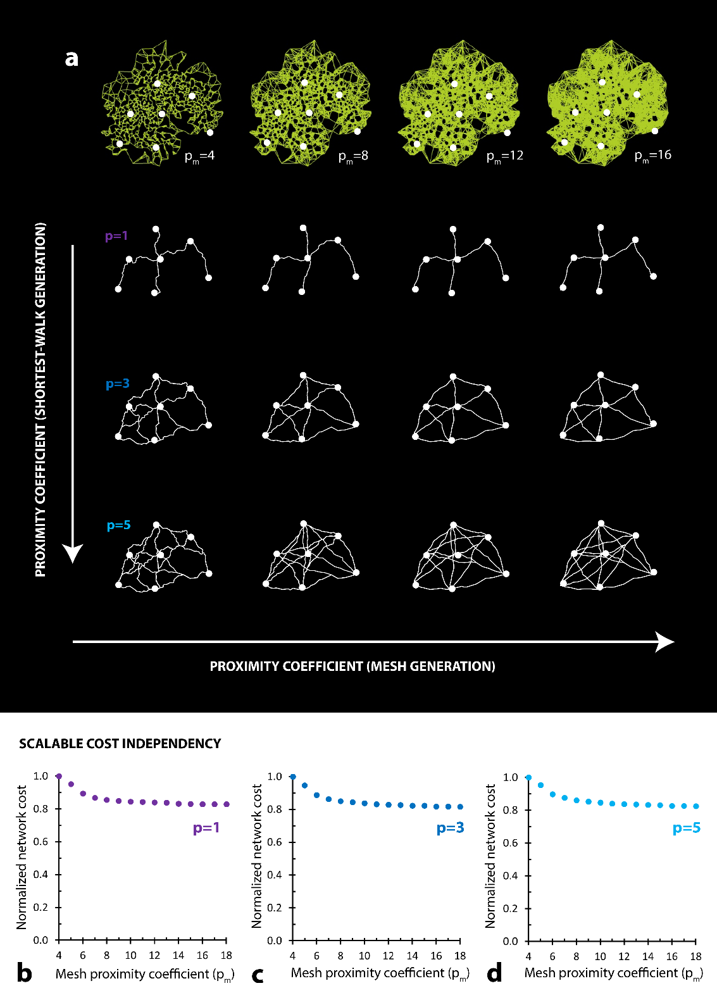 a
pm=4
pm=8
pm=12
pm=16
PROXIMITY COEFFICIENT (SHORTEST-WALK GENERATION)
p=1
p=3
p=5
PROXIMITY COEFFICIENT (MESH GENERATION)
SCALABLE COST INDEPENDENCY
Normalized network cost
1.0
0.8
0.6
0.4
0.2
0.0
p=1
4 6 8 10 12 14 16 18
b
Mesh proximity coefficient (pm)
Normalized network cost
1.0
0.8
0.6
0.4
0.2
0.0
p=3
4 6 8 10 12 14 16 18
c
Mesh proximity coefficient (pm)
Normalized network cost
1.0
0.8
0.6
0.4
0.2
0.0
p=5
4 6 8 10 12 14 16 18
d
Mesh proximity coefficient (pm)